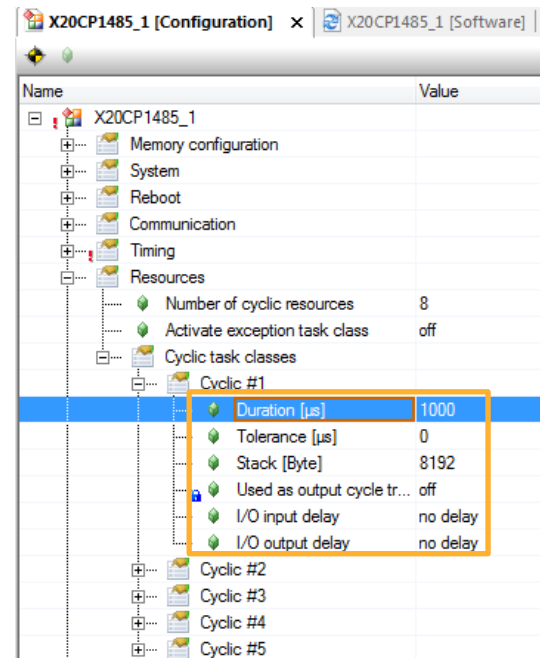 X20CP1485_1 [Configuration] X20CP1485_1 [Software]
Name Value
X20CP1485_1
Memory configuration
System
Reboot
Communication
Timing
Resources
Number of cyclic resources 8
Activate exception task class off
Cyclic task classes
Cyclic #1
Duration [µs] 1000
Tolerance [µs] 0
Stack [Byte] 8192
Used as output cycle tr... off
I/O input delay no delay
I/O output delay no delay
Cyclic #2
Cyclic #3
Cyclic #4
Cyclic #5